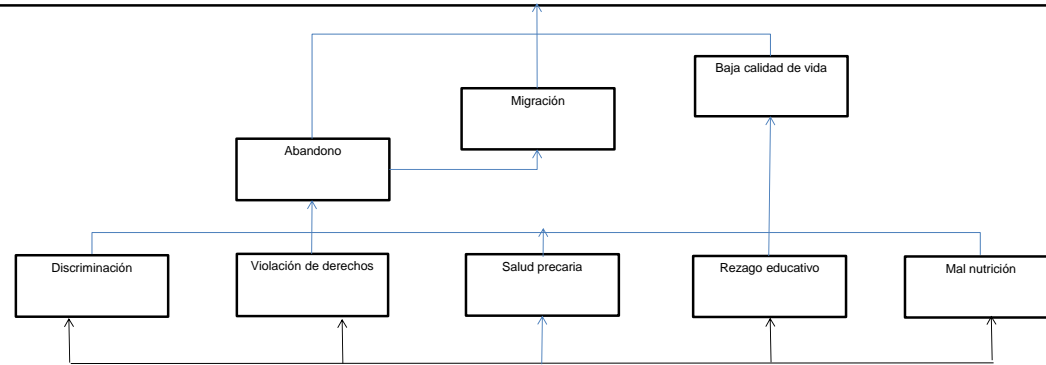 Baja calidad de vida
Migración
Abandono
Discriminación
Violación de derechos
Salud precaria
Rezago educativo
Mal nutrición